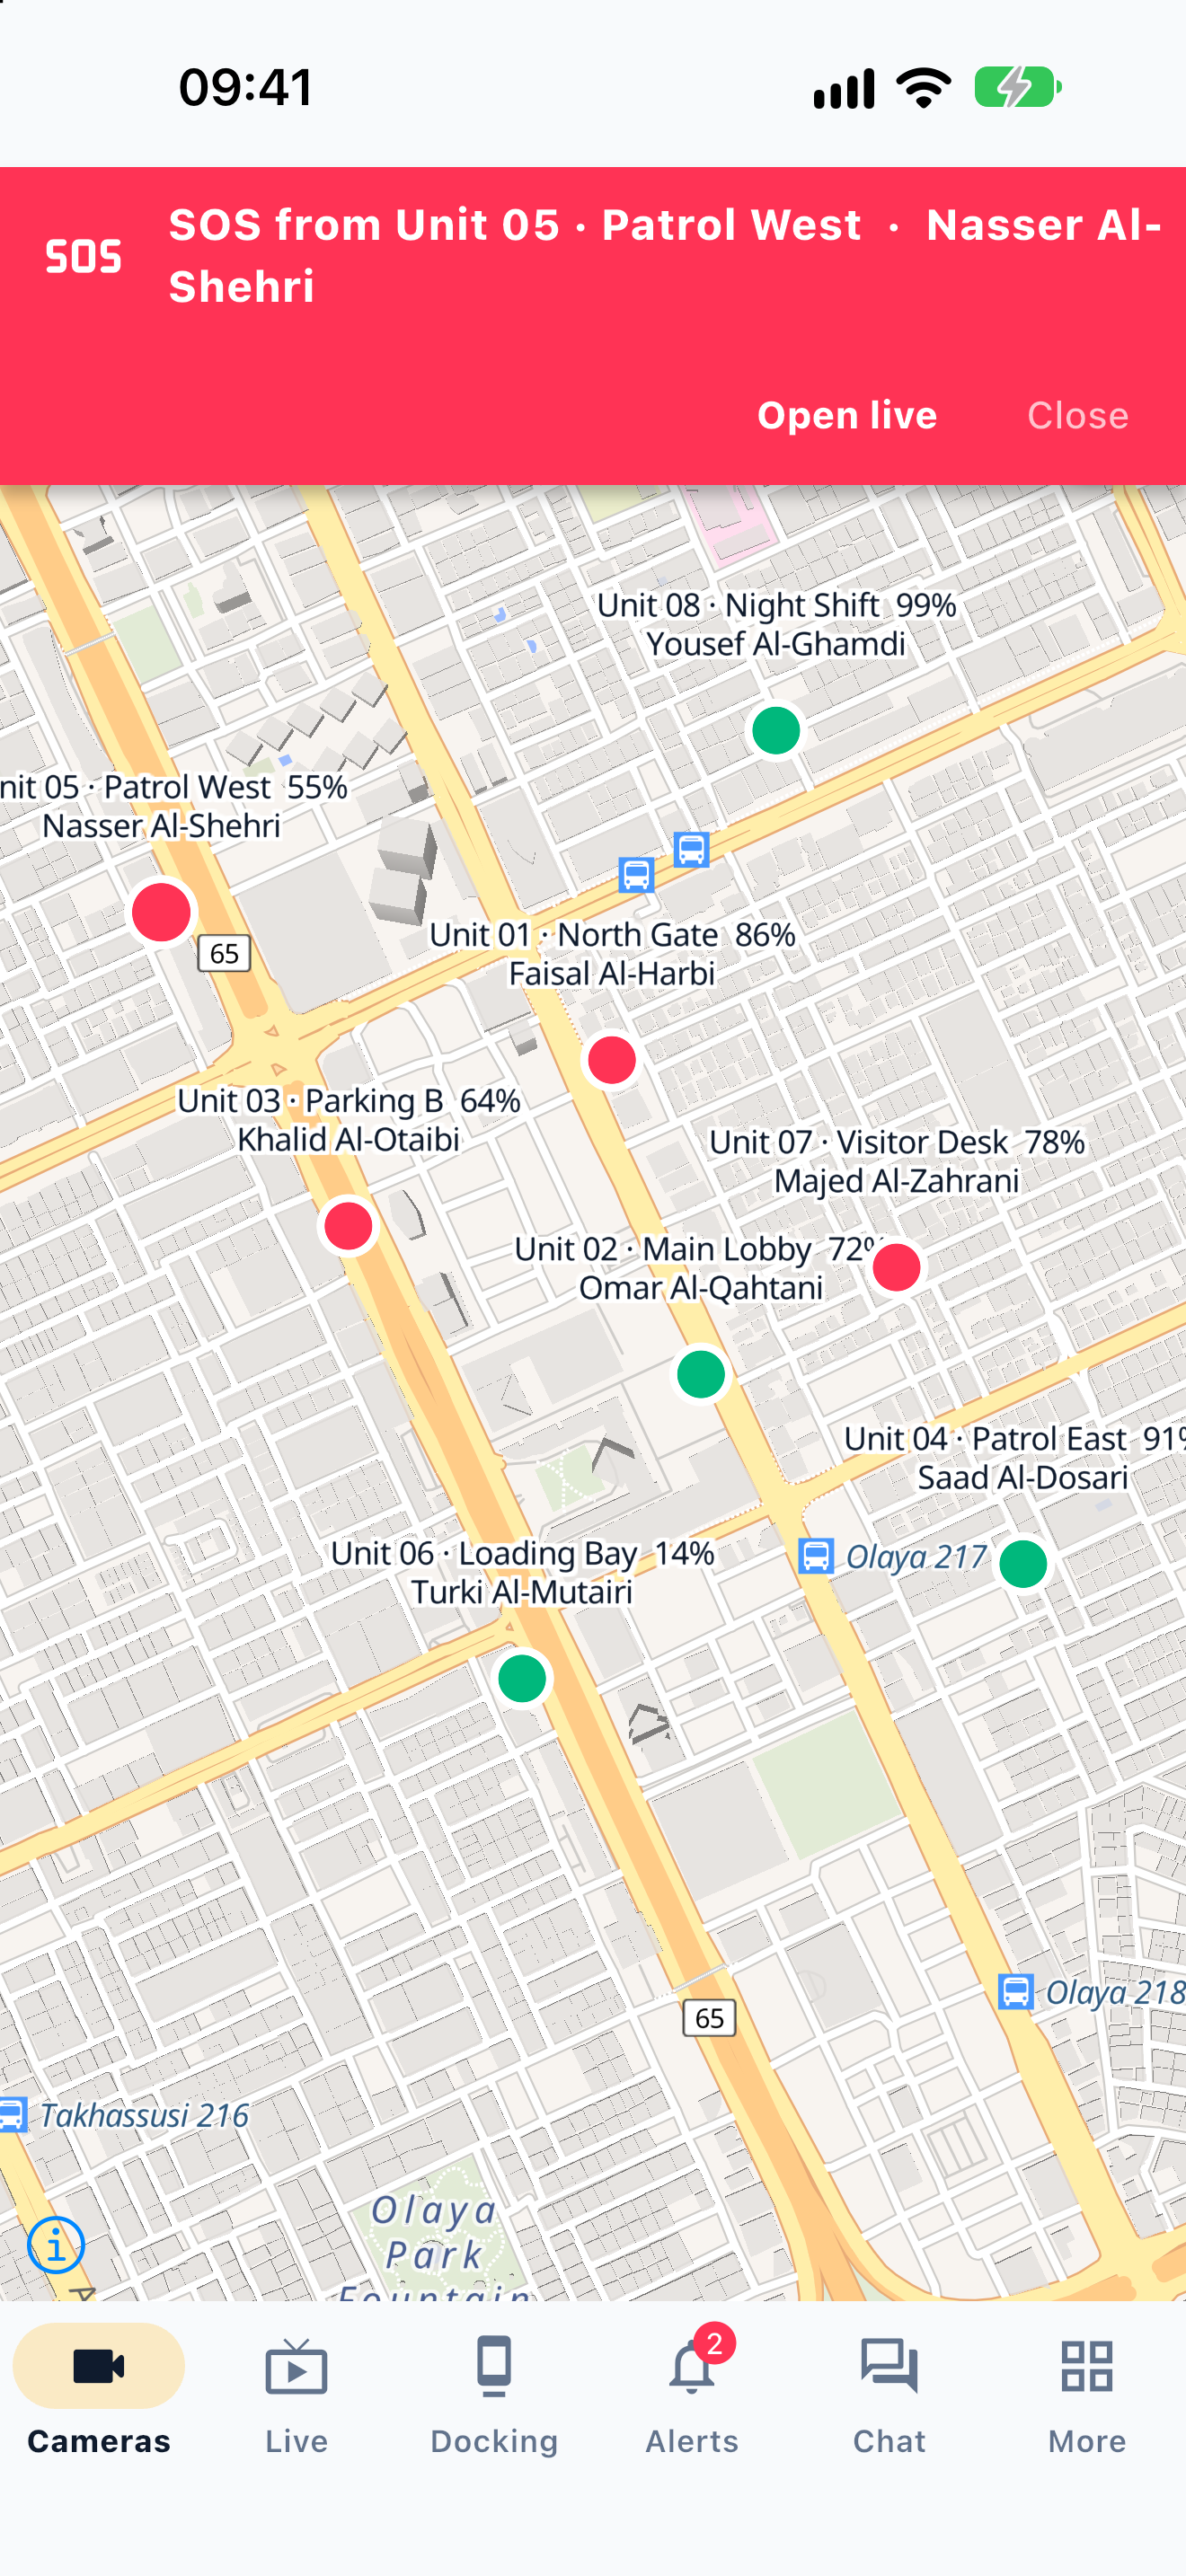 09:41
SOS
SOS from Unit 05 · Patrol West · Nasser Al-
Shehri
Open live
Close
Unit 08 · Night Shift 99%
Yousef Al-Ghamdi
nit 05 · Patrol West 55%
Nasser Al-Shehri
65
Unit 01 · North Gate 86%
Faisal Al-Harbi
Unit 03 · Parking B 64%
Khalid Al-Otaibi
Unit 07 · Visitor Desk 78%
Majed Al-Zahrani
Unit 02 · Main Lobby 72%
Omar Al-Qahtani
Unit 04 · Patrol East 91%
Saad Al-Dosari
Unit 06 · Loading Bay 14%
Turki Al-Mutairi
Olaya 217
65
Olaya 218
Takhassusi 216
Olaya
Park
Fountain
2
Cameras
Live
Docking
Alerts
Chat
More